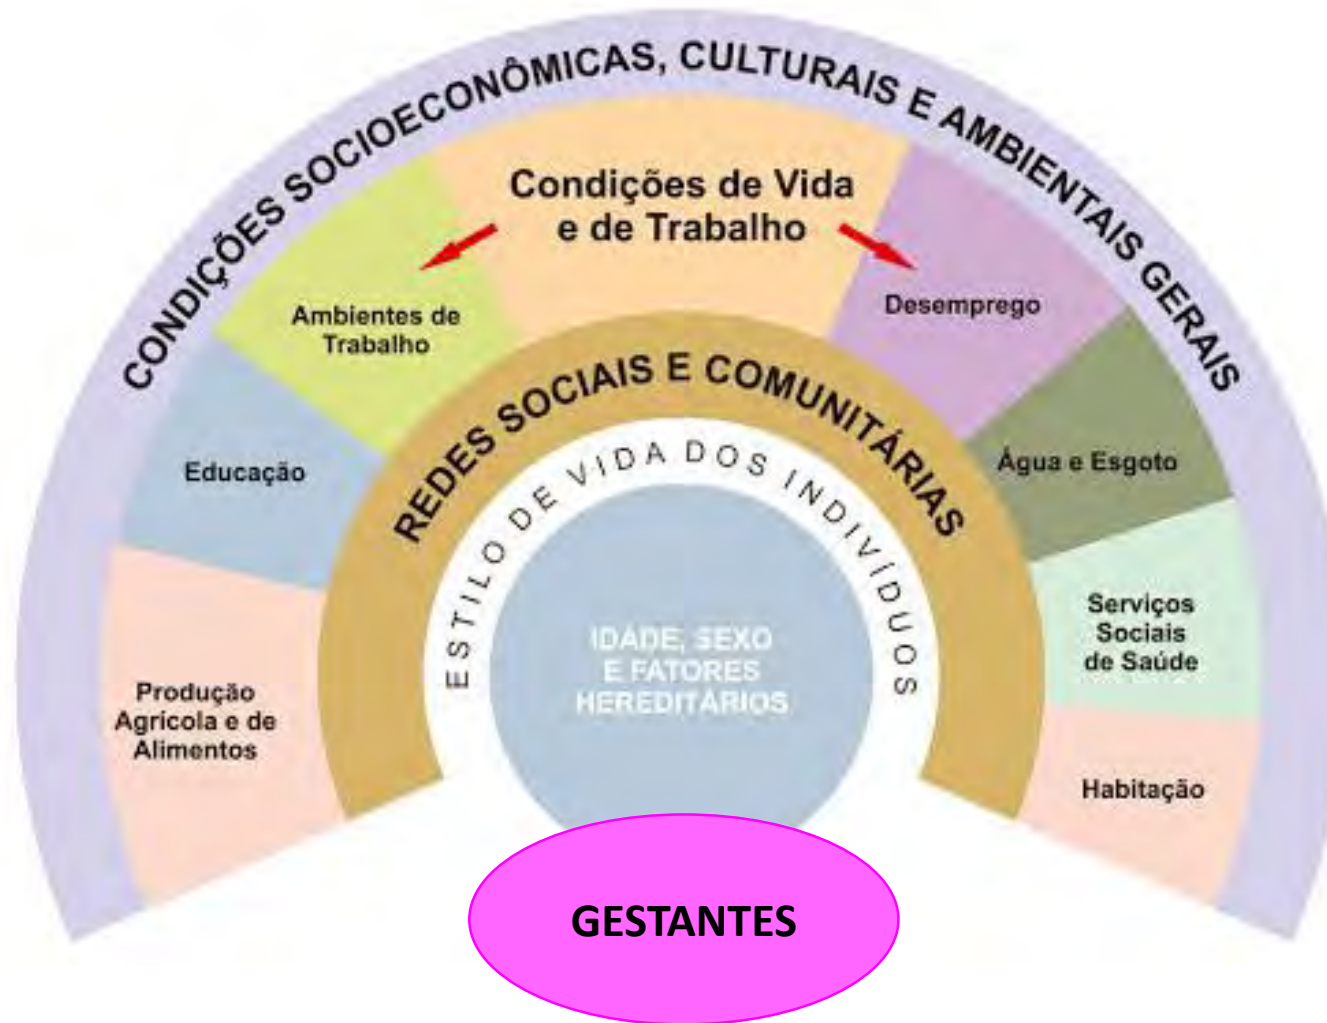 CONDIÇÕES SOCIOECONÔMICAS, CULTURAIS E AMBIENTAIS GERAIS
Condições de Vida
e de Trabalho
Ambientes de
Trabalho
Desemprego
Educação
Água e Esgoto
Produção
Agrícola e de
Alimentos
Serviços
Sociais
de Saúde
Habitação
REDES SOCIAIS E COMUNITÁRIAS
ESTILO DE VIDA DOS INDIVÍDUOS
IDADE, SEXO
E FATORES
HEREDITÁRIOS
GESTANTES